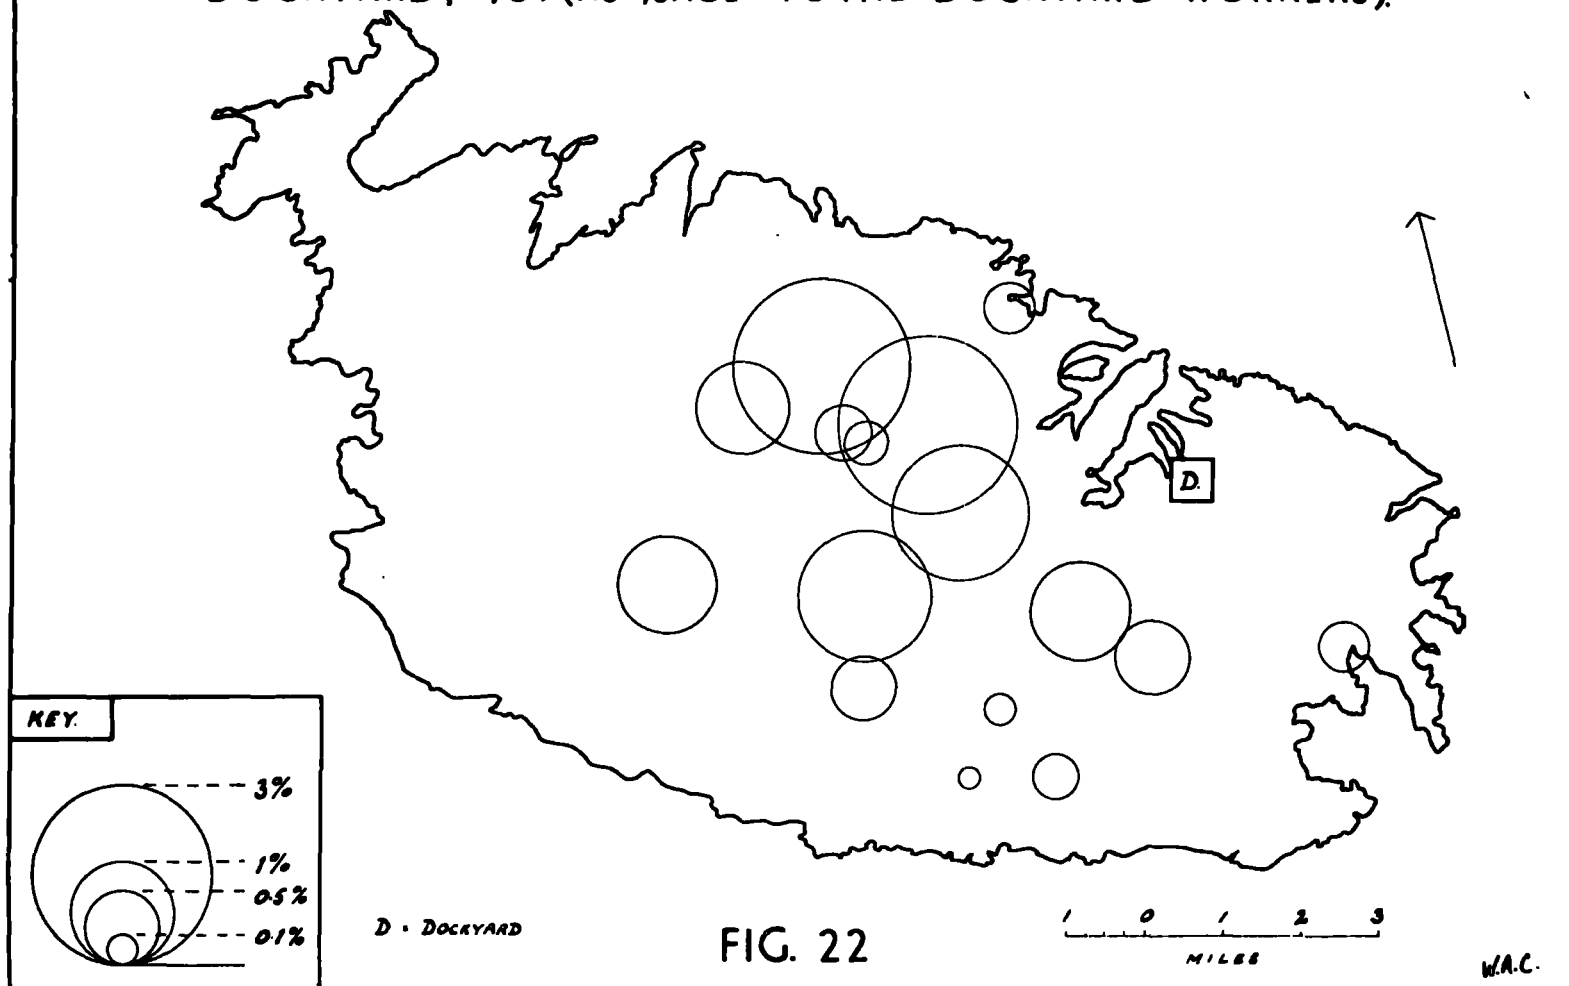 D.
KEY.
3%
1%
0.5%
0.1%
D = DOCKYARD
FIG. 22
1 0 1 2 3
MILES
W.A.C.